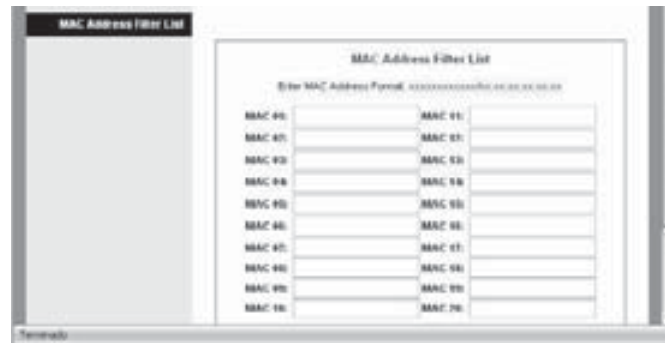 MAC Address Filter List
MAC Address Filter List
Enter MAC Address Format:
MAC 01: MAC 11:
MAC 02: MAC 12:
MAC 03: MAC 13:
MAC 04: MAC 14:
MAC 05: MAC 15:
MAC 06: MAC 16:
MAC 07: MAC 17:
MAC 08: MAC 18:
MAC 09: MAC 19:
MAC 10: MAC 20:
Terminado